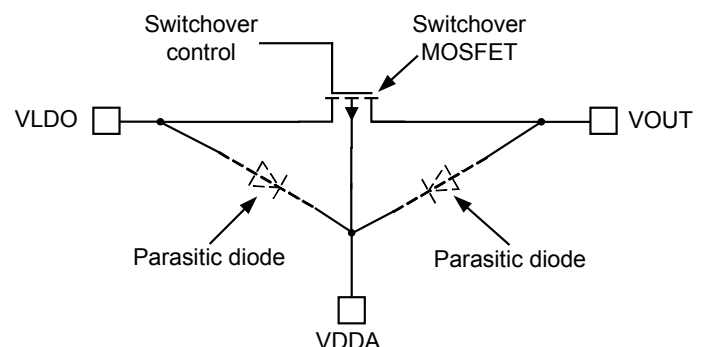 Switchover
control
Switchover
MOSFET
VLDO
VOUT
Parasitic diode
Parasitic diode
VDDA